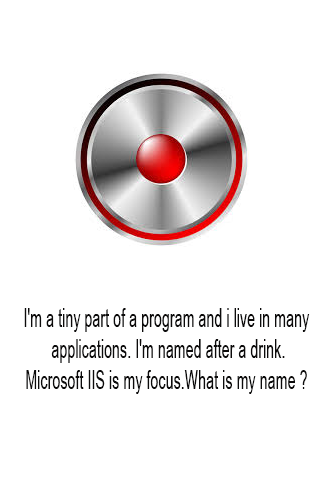 I'm a tiny part of a program and i live in many
applications. I'm named after a drink.
Microsoft IIS is my focus.What is my name ?